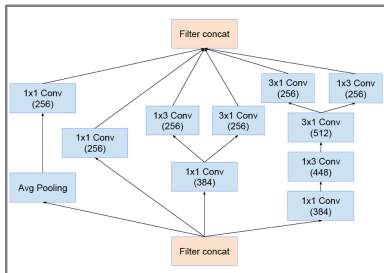 Filter concat
3x1 Conv
(256)
1x3 Conv
(256)
1x1 Conv
(256)
1x3 Conv
(256)
3x1 Conv
(256)
3x1 Conv
(512)
1x1 Conv
(256)
1x3 Conv
(448)
1x1 Conv
(384)
Avg Pooling
1x1 Conv
(384)
Filter concat